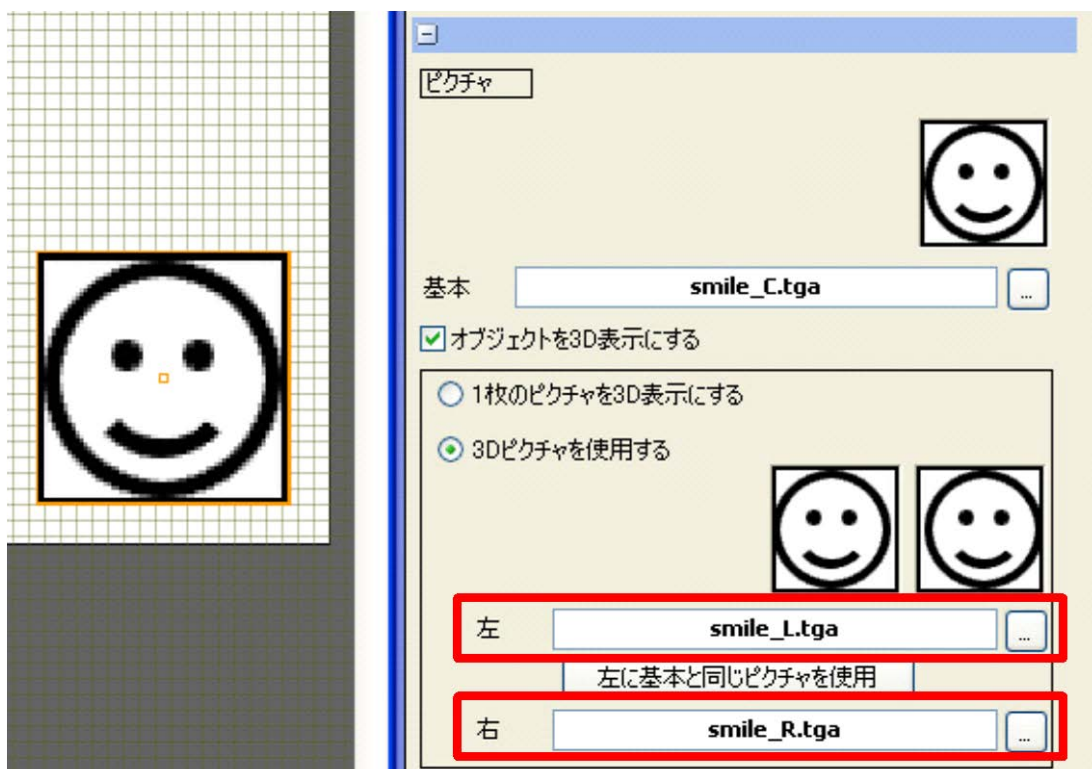 ピクチャ
基本 smile_C.tga ...
オブジェクトを3D表示にする
1枚のピクチャを3D表示にする
3Dピクチャを使用する
左 smile_L.tga ...
左に基本と同じピクチャを使用
右 smile_R.tga ...